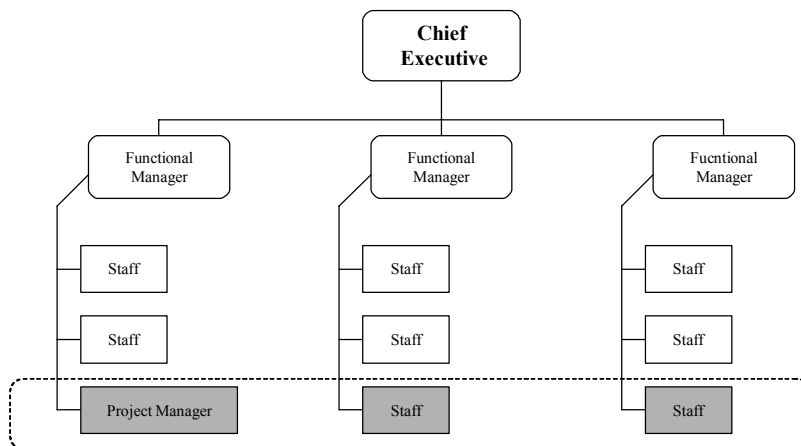 Chief
Executive
Functional
Manager
Functional
Manager
Fucntional
Manager
Staff
Staff
Staff
Staff
Staff
Staff
Project Manager
Staff
Staff